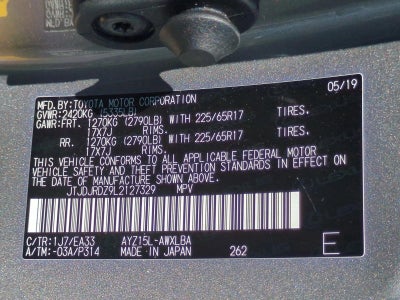 MFD.BY:TOYOTA MOTOR CORPORATION 05/19
GVWR:2420KG (5335LB)
GAWR:FRT. 1270KG (2790LB) WITH 225/65R17 TIRES.
17X7J RIMS.
RR. 1270KG (2790LB) WITH 225/65R17 TIRES.
17X7J RIMS.
THIS VEHICLE CONFORMS TO ALL APPLICABLE FEDERAL MOTOR
VEHICLE SAFETY AND THEFT PREVENTION STANDARDS IN EFFECT
ON THE DATE OF MANUFACTURE SHOWN ABOVE.
JTJDJRDZ9L2127329 MPV
C/TR:1J7/EA33 AYZ15L-AWXLBA
A/TM:-03A/P314 MADE IN JAPAN 262 E